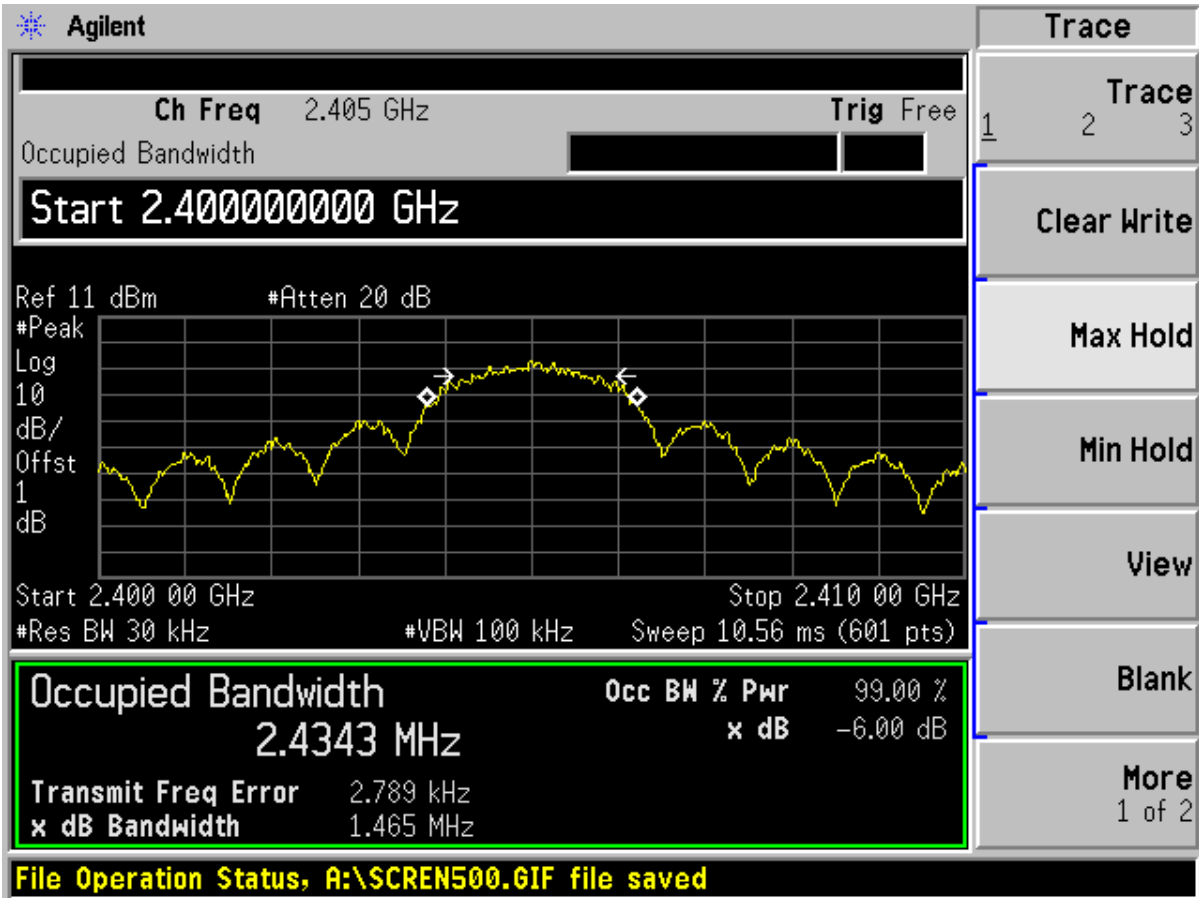 Agilent
Trace
Ch Freq 2.405 GHz Trig Free
Occupied Bandwidth
Start 2.400000000 GHz
Ref 11 dBm #Atten 20 dB
#Peak
Log
10
dB/
Offst
1
dB
Start 2.400 00 GHz Stop 2.410 00 GHz
#Res BW 30 kHz #VBW 100 kHz Sweep 10.56 ms (601 pts)
Occupied Bandwidth Occ BW % Pwr 99.00 %
2.4343 MHz x dB -6.00 dB
Transmit Freq Error 2.789 kHz
x dB Bandwidth 1.465 MHz
File Operation Status, A:\SCREN500.GIF file saved
Trace
1 2 3
Clear Write
Max Hold
Min Hold
View
Blank
More
1 of 2